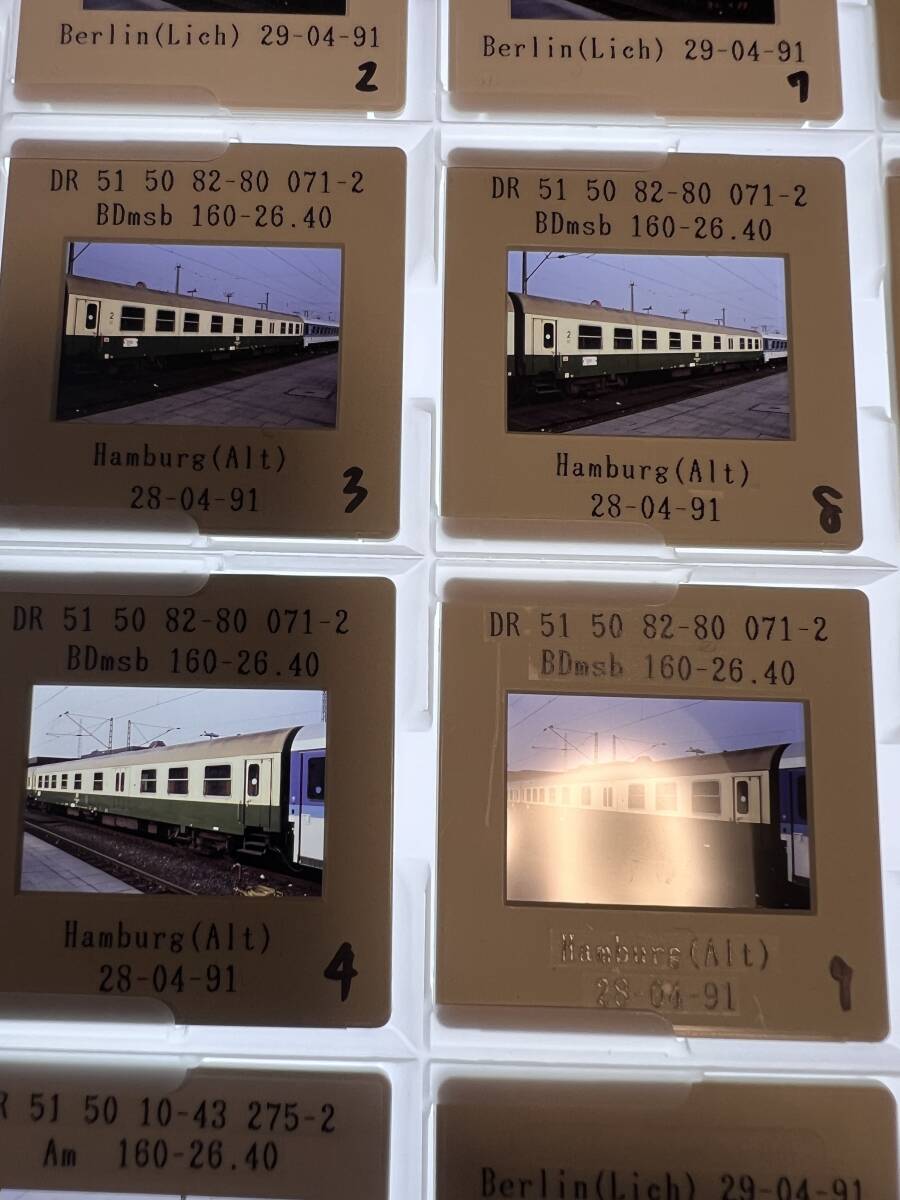 Berlin(Lich) 29-04-91
2
Berlin(Lich) 29-04-91
7
DR 51 50 82-80 071-2
BDmsb 160-26.40
2
Hamburg(Alt)
28-04-91
3
DR 51 50 82-80 071-2
BDmsb 160-26.40
2
Hamburg(Alt)
28-04-91
8
DR 51 50 82-80 071-2
BDmsb 160-26.40
Hamburg(Alt)
28-04-91
4
DR 51 50 82-80 071-2
BDmsb 160-26.40
Hamburg(Alt)
28-04-91
9
51 50 10-43 275-2
Am 160-26.40
Berlin(Lich) 29-04-91